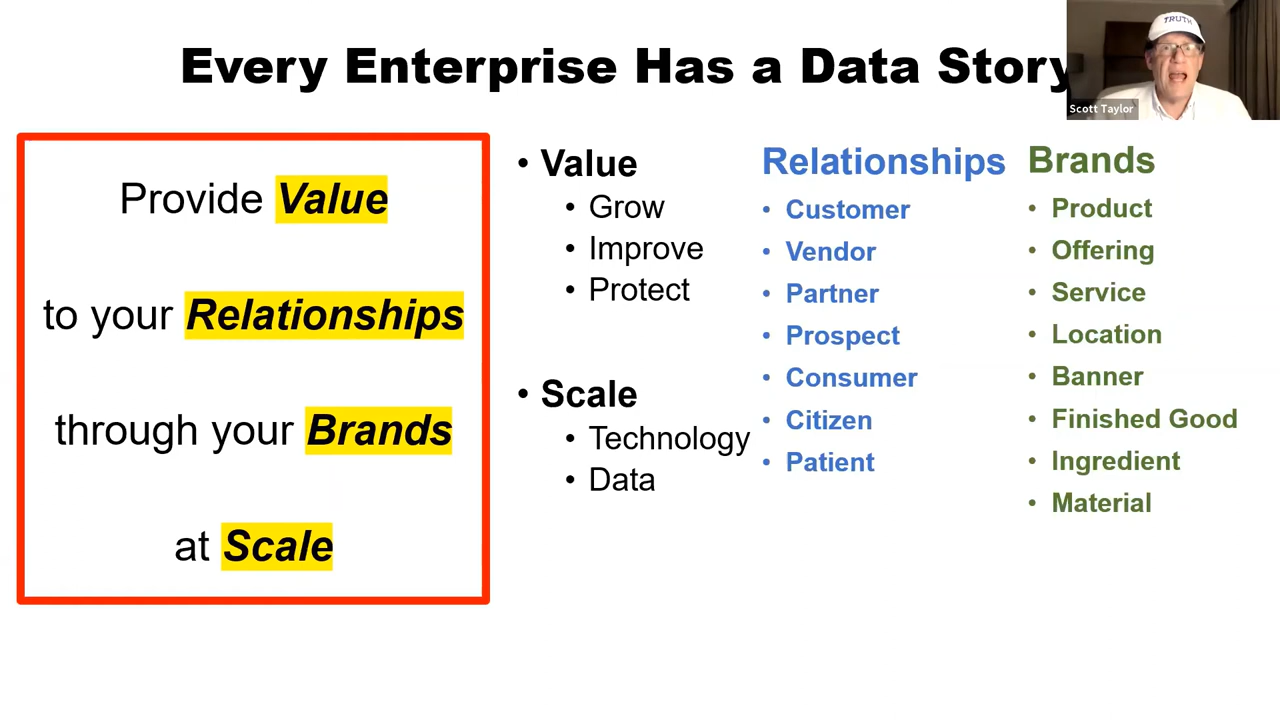 Every Enterprise Has a Data Story
TRUTH
Scott Taylor
Provide Value
to your Relationships
through your Brands
at Scale
• Value
• Grow
• Improve
• Protect
• Scale
• Technology
• Data
Relationships
• Customer
• Vendor
• Partner
• Prospect
• Consumer
• Citizen
• Patient
Brands
• Product
• Offering
• Service
• Location
• Banner
• Finished Good
• Ingredient
• Material